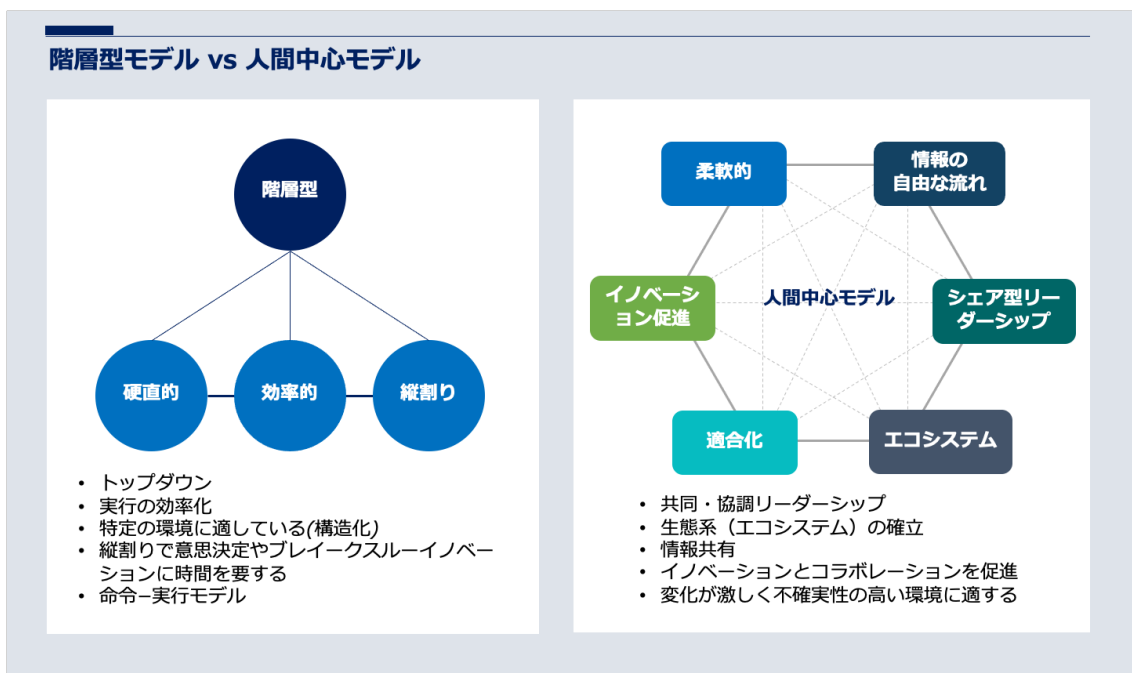 階層型モデル vs 人間中心モデル
階層型
硬直的
効率的
縦割り
• トップダウン
• 実行の効率化
• 特定の環境に適している(構造化)
• 縦割りで意思決定やブレイークスルーイノベー
ションに時間を要する
• 命令–実行モデル
柔軟的
情報の
自由な流れ
イノベーシ
ョン促進
人間中心モデル
シェア型リー
ダーシップ
適合化
エコシステム
• 共同・協調リーダーシップ
• 生態系（エコシステム）の確立
• 情報共有
• イノベーションとコラボレーションを促進
• 変化が激しく不確実性の高い環境に適する